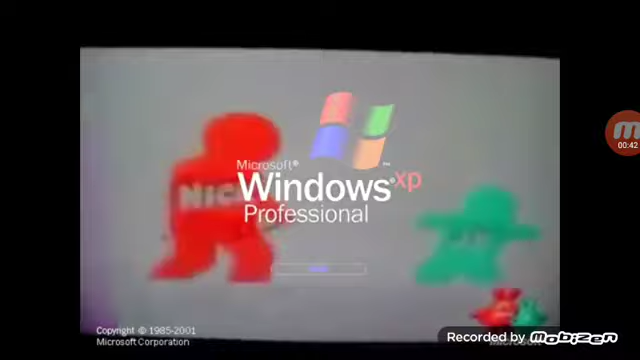 00:42
Microsoft®
Windows xp
Professional
Copyright © 1985-2001
Microsoft Corporation
Recorded by mobizen